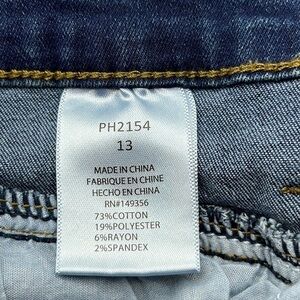 PH2154
13
MADE IN CHINA
FABRIQUE EN CHINE
HECHO EN CHINA
RN#149356
73%COTTON
19%POLYESTER
6%RAYON
2%SPANDEX